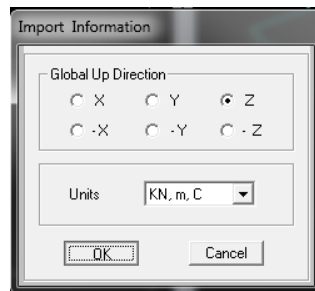 Import Information
Global Up Direction
X Y Z
-X -Y - Z
Units KN, m, C
OK Cancel